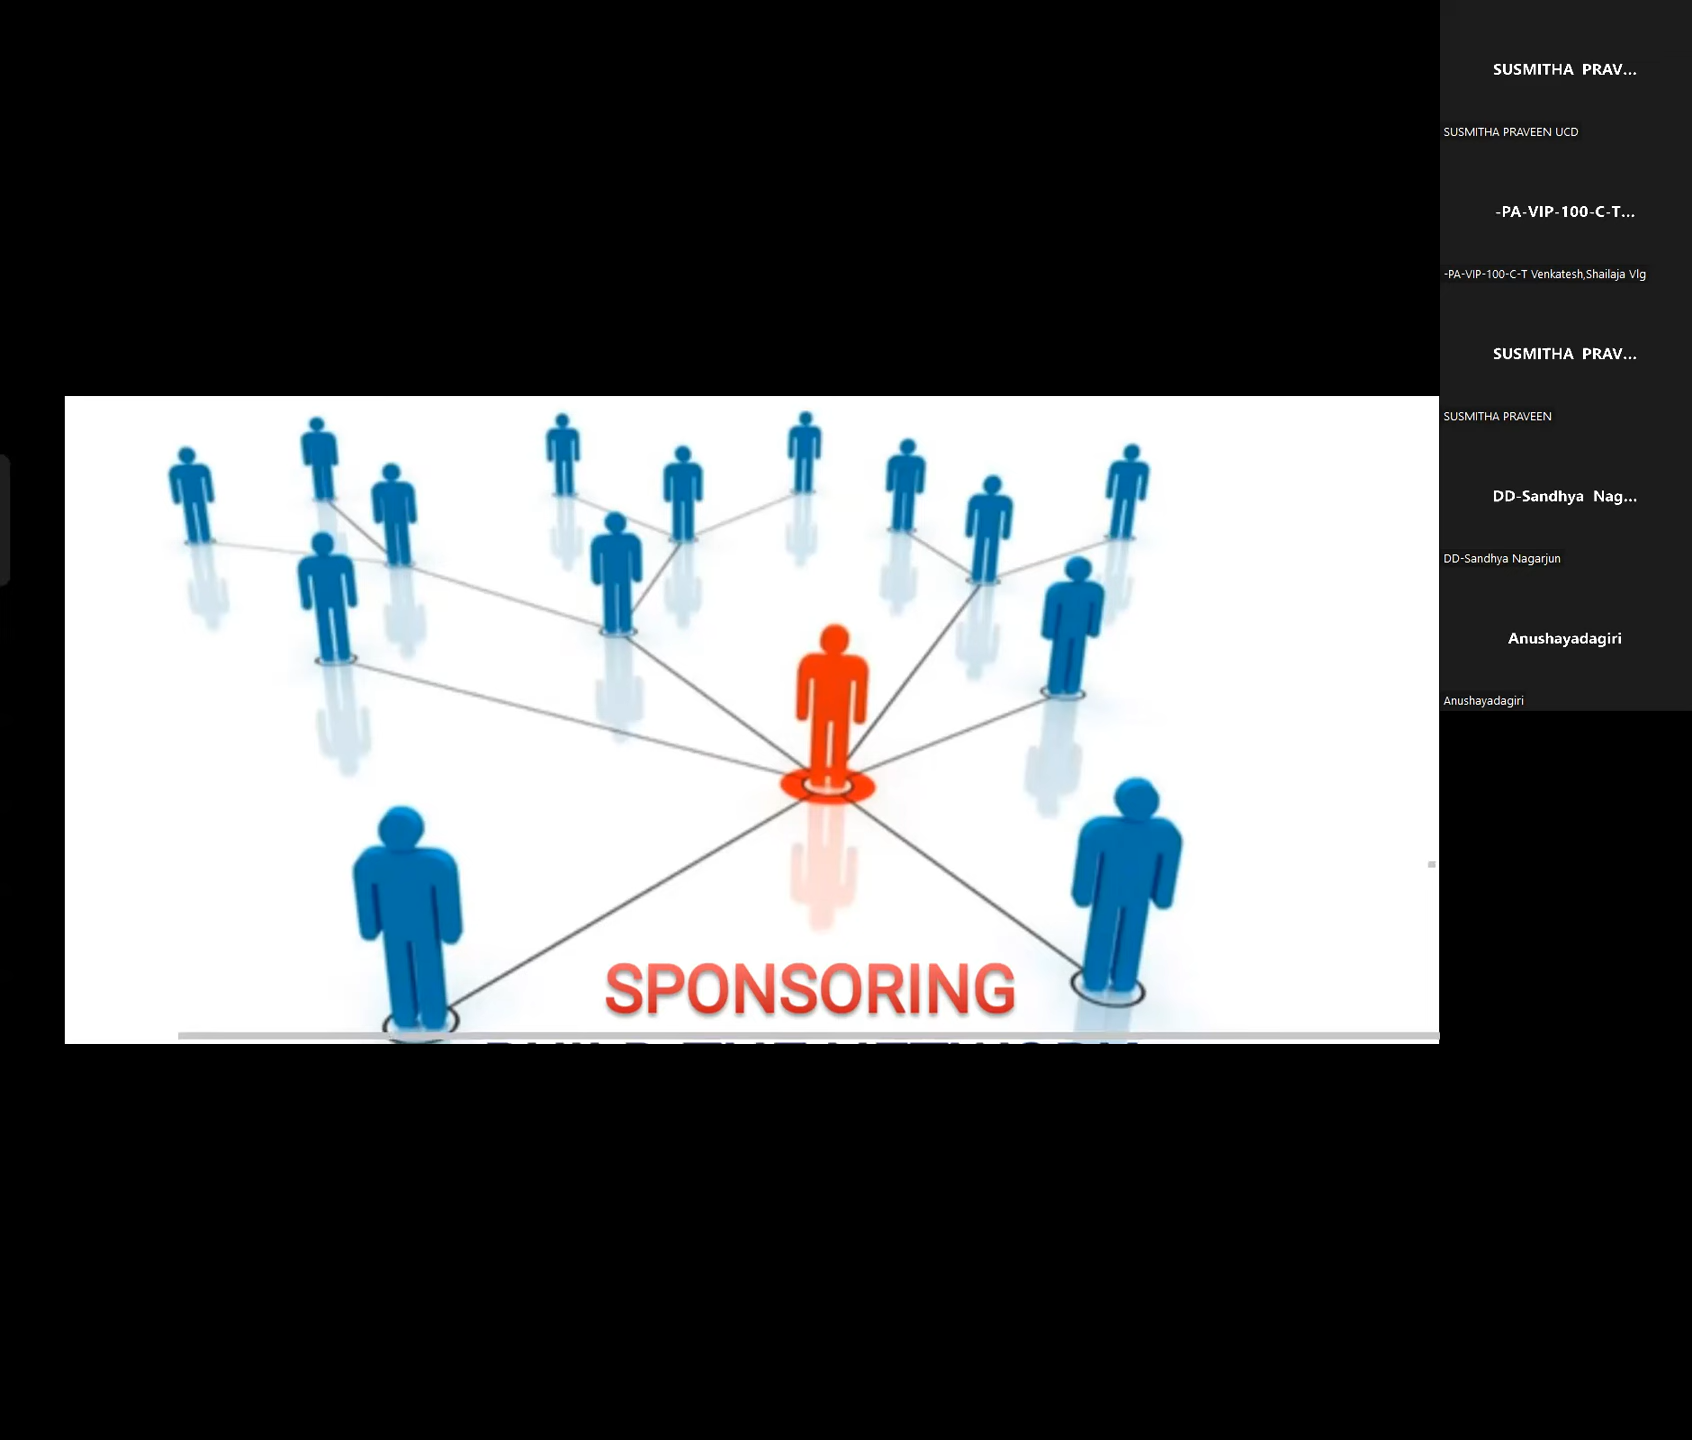 SUSMITHA PRAV...
SUSMITHA PRAVEEN UCD
-PA-VIP-100-C-T...
-PA-VIP-100-C-T Venkatesh,Shailaja Vlg
SUSMITHA PRAV...
SUSMITHA PRAVEEN
DD-Sandhya Nag...
DD-Sandhya Nagarjun
Anushayadagiri
Anushayadagiri
SPONSORING